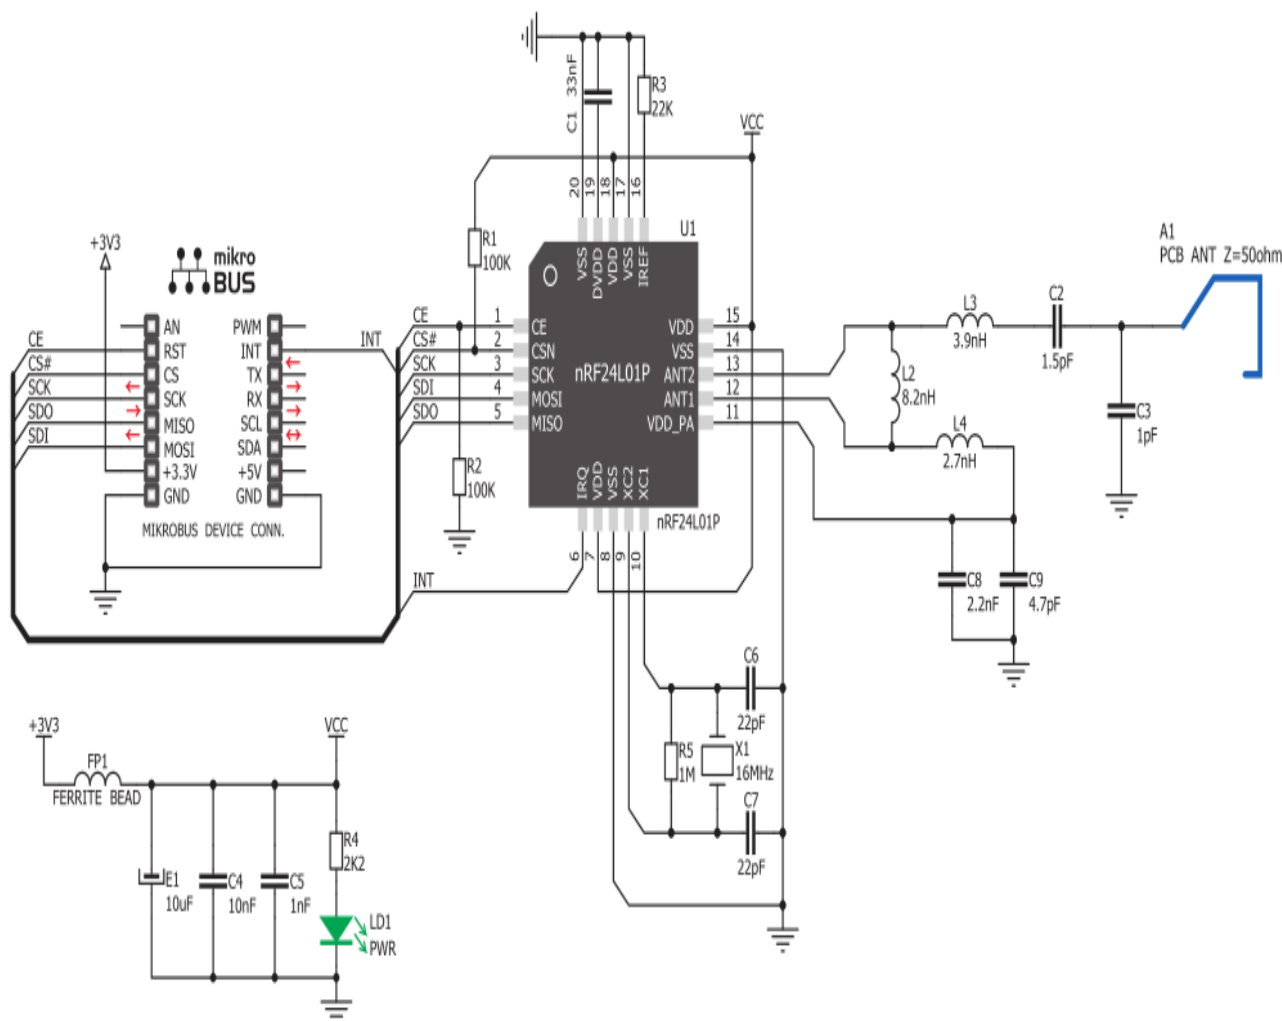 C1 33nF
R3
22K
VCC
20
19
18
17
16
U1
R1
100K
VSS
DVDD
VDD
VSS
IREF
A1
PCB ANT Z=50ohm
+3V3
mikro
BUS
CE
CS#
SCK
SDO
SDI
AN
RST
CS
SCK
MISO
MOSI
+3.3V
GND
PWM
INT
TX
RX
SCL
SDA
+5V
GND
MIKROBUS DEVICE CONN.
INT
CE
CS#
SCK
SDI
SDO
1
2
3
4
5
CE
CSN
SCK
MOSI
MISO
nRF24L01P
VDD
VSS
ANT2
ANT1
VDD_PA
15
14
13
12
11
L3
3.9nH
C2
1.5pF
L2
8.2nH
L4
2.7nH
C3
1pF
R2
100K
IRQ
VDD
VSS
XC2
XC1
nRF24L01P
6
7
8
9
10
INT
C8
2.2nF
C9
4.7pF
C6
22pF
R5
1M
X1
16MHz
C7
22pF
+3V3
VCC
FP1
FERRITE BEAD
E1
10uF
C4
10nF
C5
1nF
R4
2K2
LD1
PWR